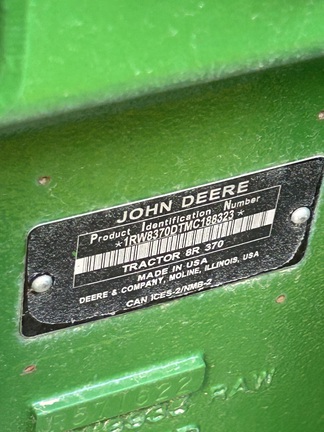 JOHN DEERE
Product Identification Number
*1RW8370DTMC188323*
TRACTOR 8R 370
MADE IN USA
DEERE & COMPANY, MOLINE, ILLINOIS, USA
CAN ICES-2/NMB-2
RAW